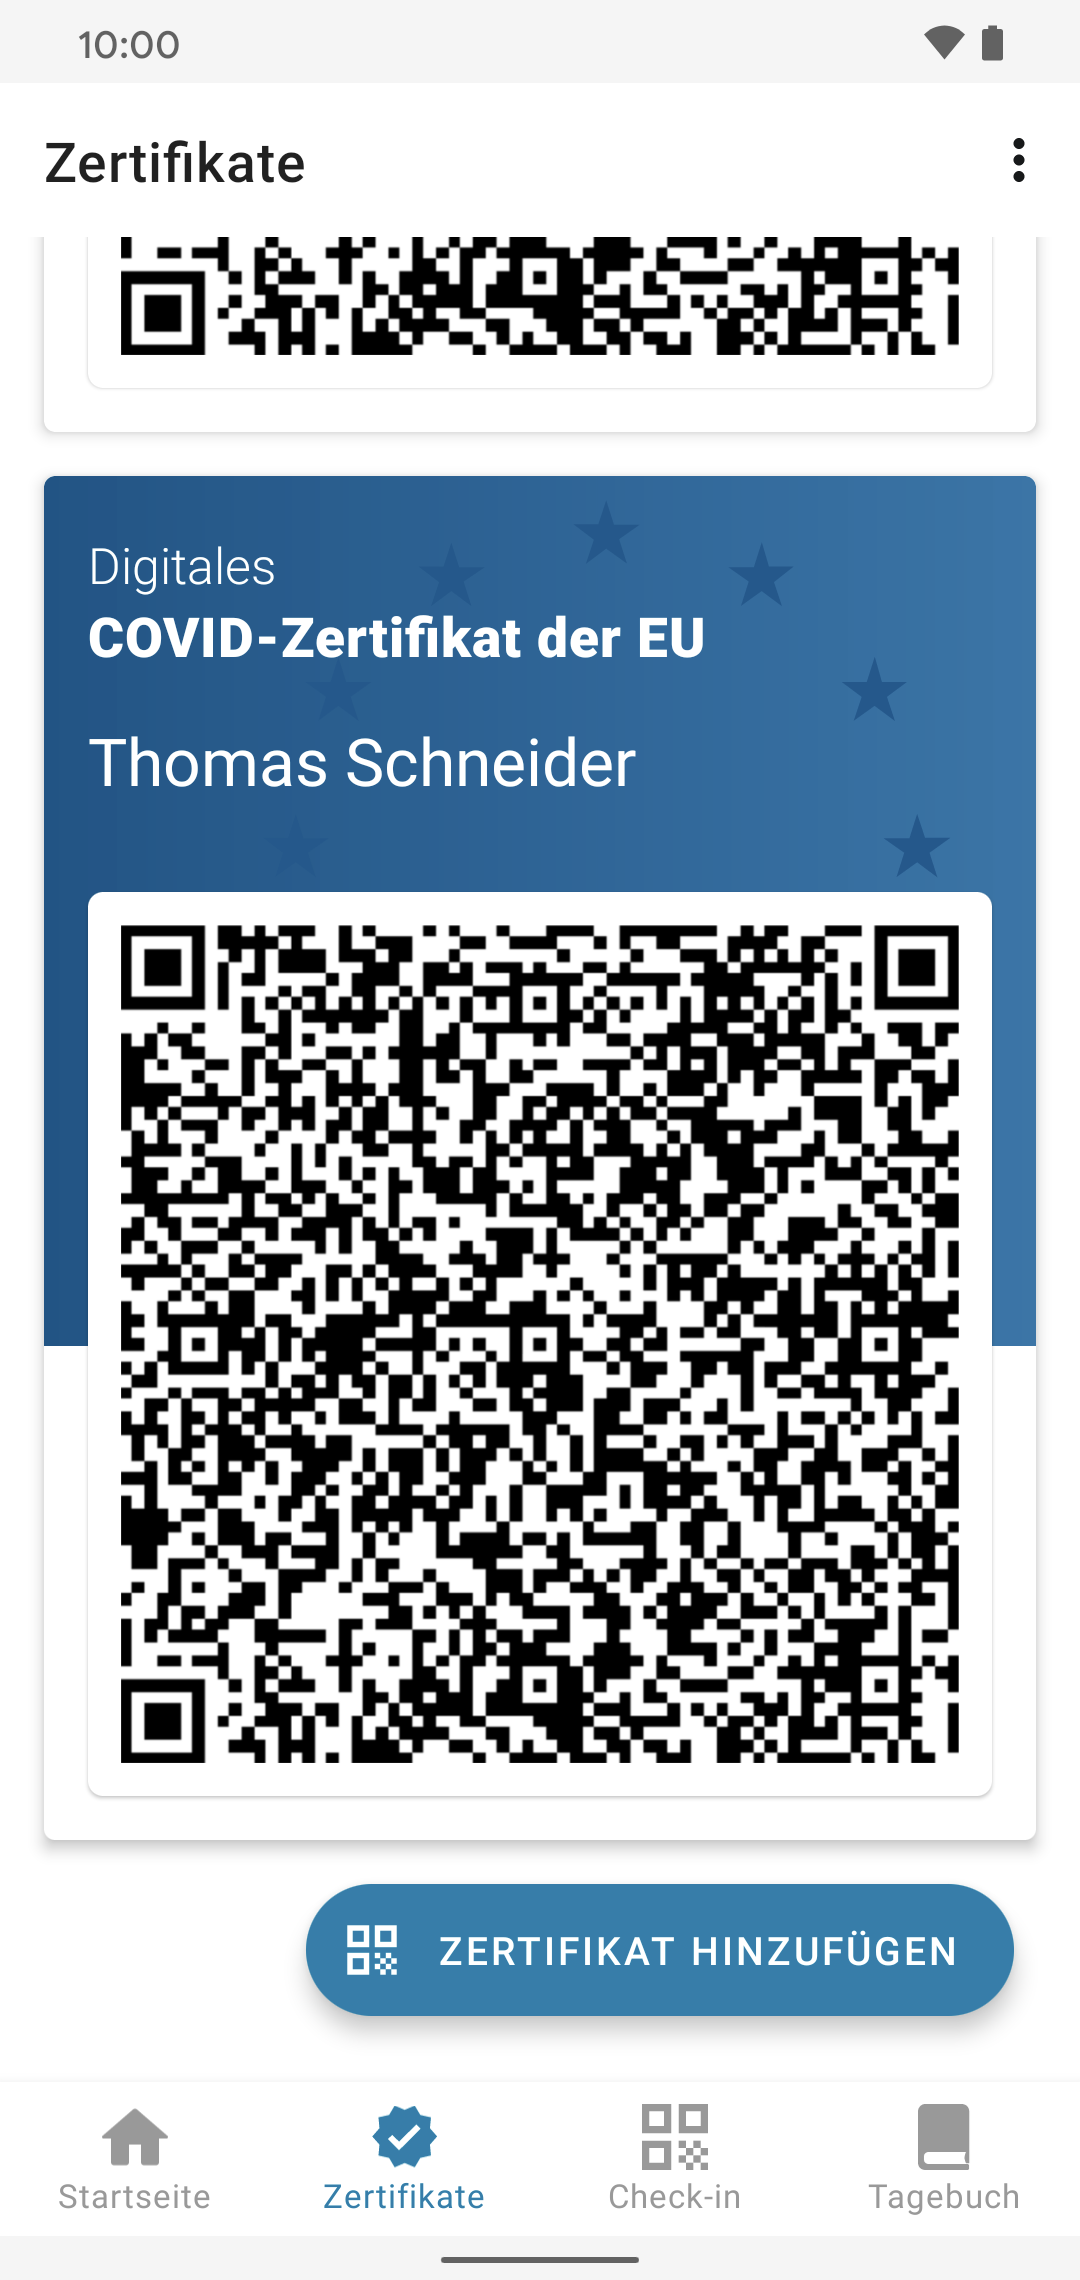 10:00
Zertifikate
Digitales
COVID-Zertifikat der EU
Thomas Schneider
ZERTIFIKAT HINZUFÜGEN
Startseite
Zertifikate
Check-in
Tagebuch